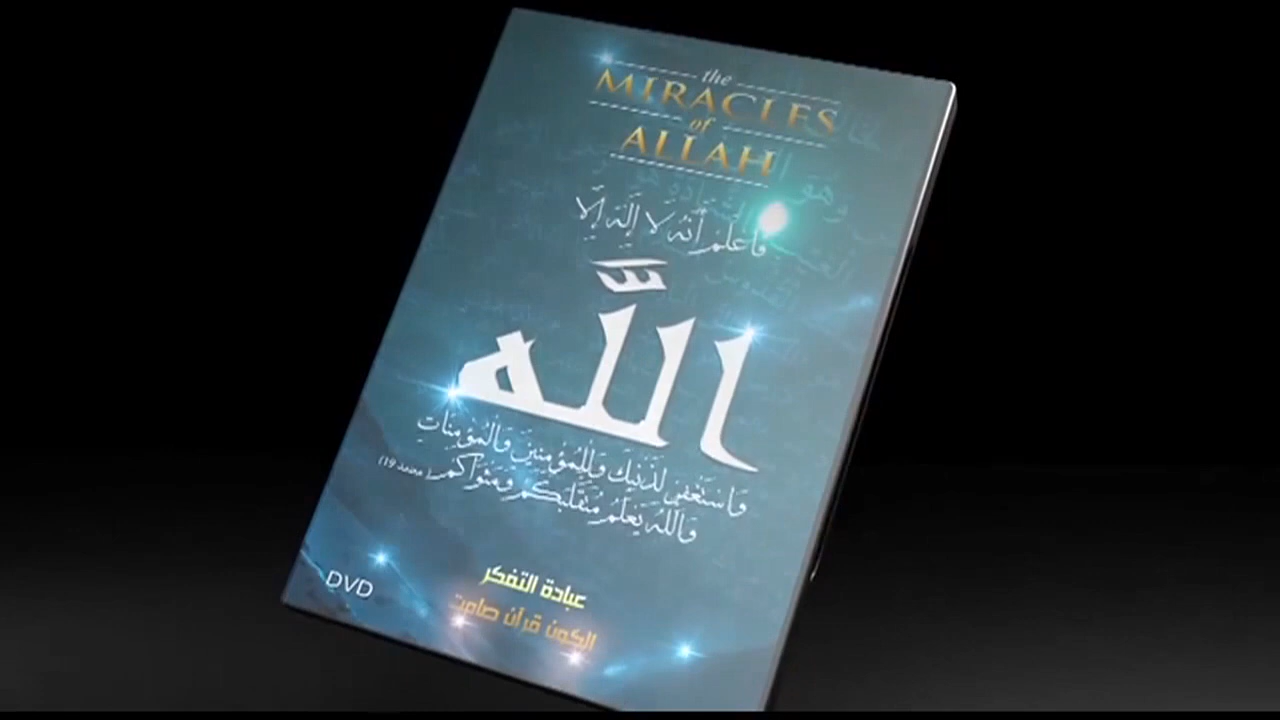 the
MIRACLES
of
ALLAH
فاعلم أنه لا إله إلا
الله
واستغفر لذنبك وللمؤمنين والمؤمنات
والله يعلم متقلبكم ومثواكم (محمد 19)
عبادة التفكر
الكون قرآن صامت
DVD